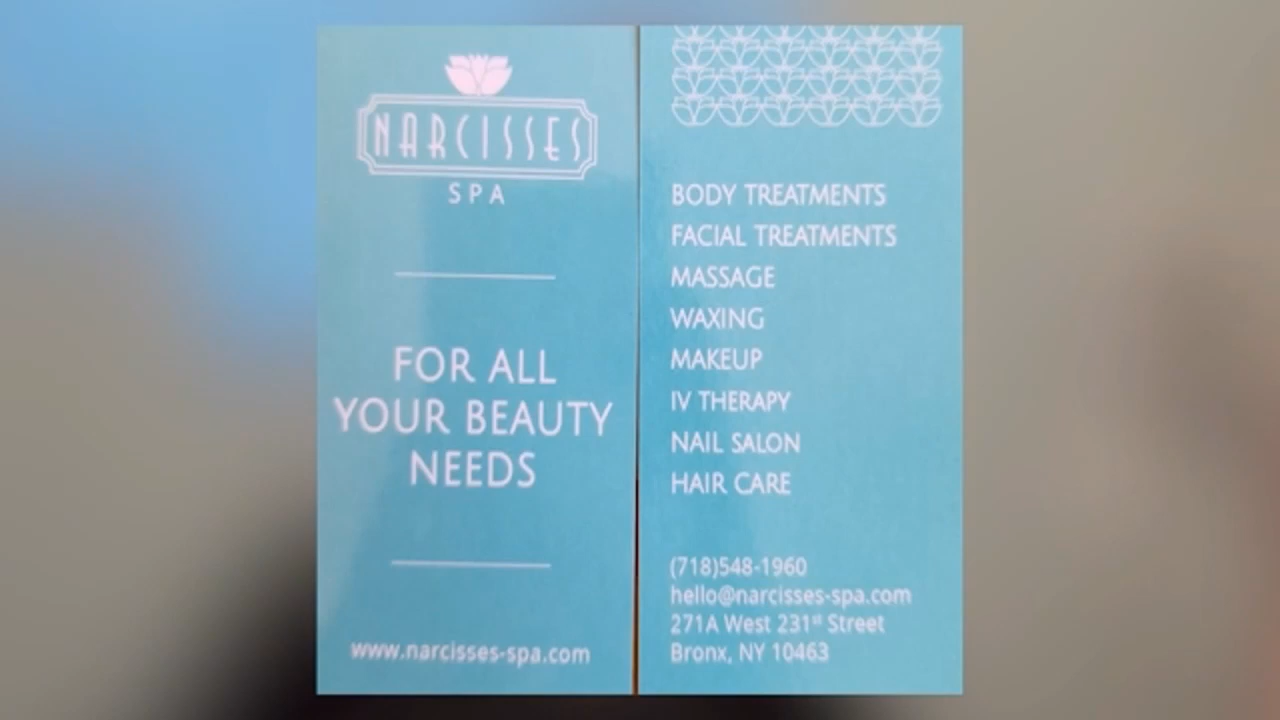 NARCISSES
SPA
FOR ALL
YOUR BEAUTY
NEEDS
www.narcisses-spa.com
BODY TREATMENTS
FACIAL TREATMENTS
MASSAGE
WAXING
MAKEUP
IV THERAPY
NAIL SALON
HAIR CARE
(718)548-1960
hello@narcisses-spa.com
271A West 231st Street
Bronx, NY 10463